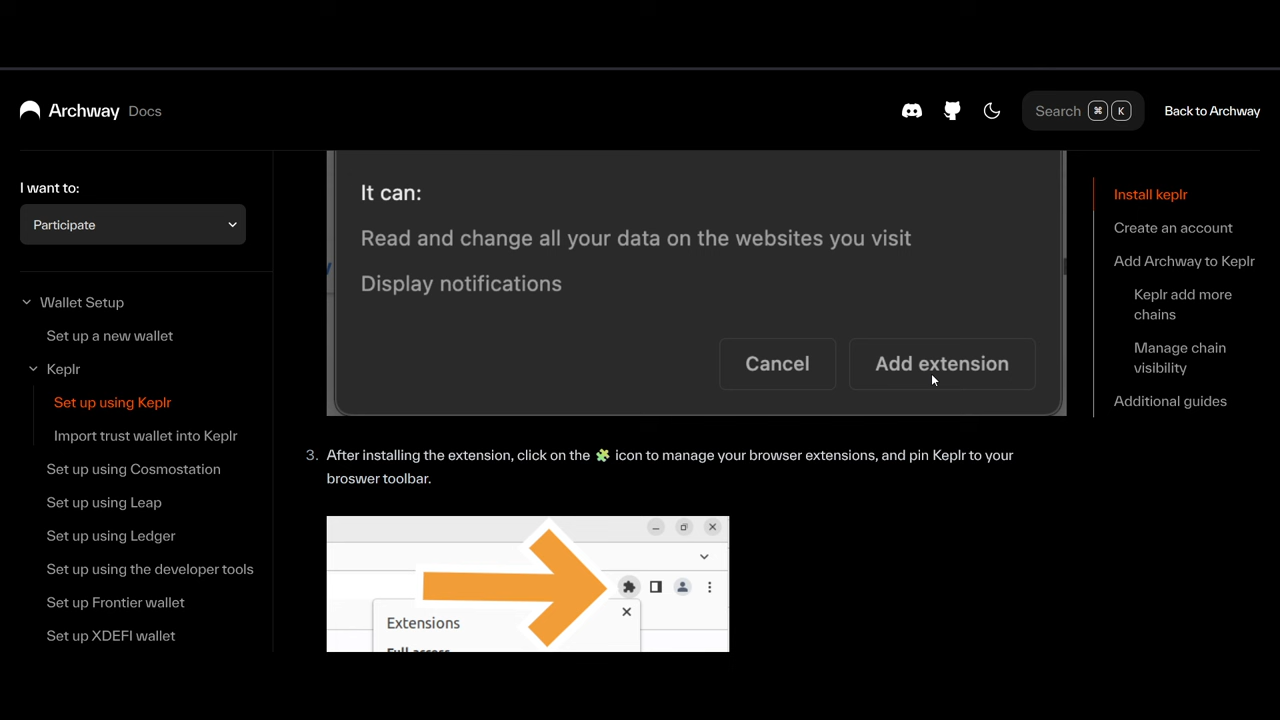 Archway Docs
Search ⌘ K
Back to Archway
I want to:
Participate
Wallet Setup
Set up a new wallet
Keplr
Set up using Keplr
Import trust wallet into Keplr
Set up using Cosmostation
Set up using Leap
Set up using Ledger
Set up using the developer tools
Set up Frontier wallet
Set up XDEFI wallet
It can:
Read and change all your data on the websites you visit
Display notifications
Cancel
Add extension
3. After installing the extension, click on the 🧩 icon to manage your browser extensions, and pin Keplr to your
broswer toolbar.
Extensions
Full access
Install keplr
Create an account
Add Archway to Keplr
Keplr add more
chains
Manage chain
visibility
Additional guides